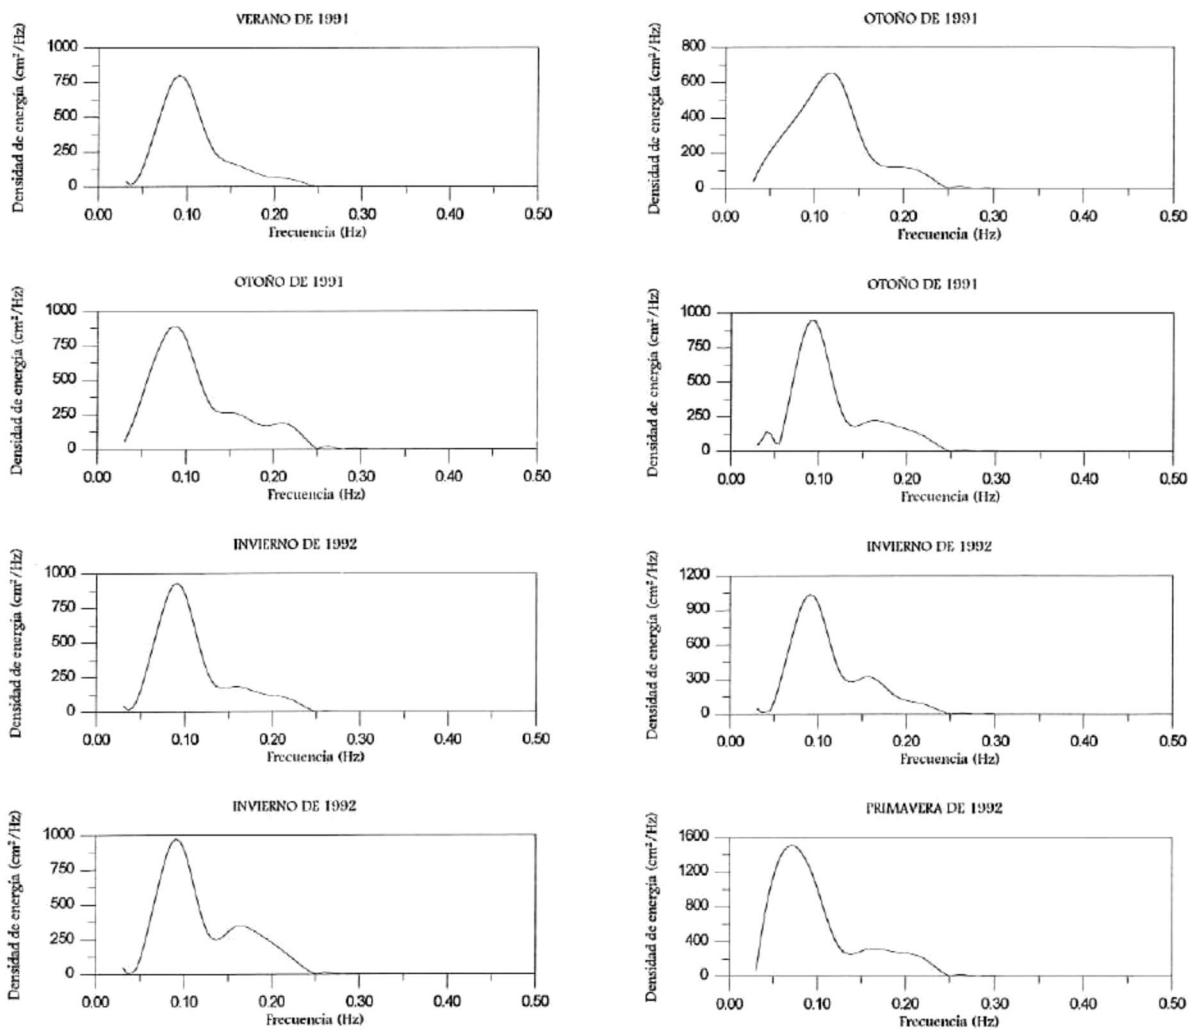 VERANO DE 1991
Densidad de energía (cm²/Hz)
1000
750
500
250
0
0.00 0.10 0.20 0.30 0.40 0.50
Frecuencia (Hz)
OTOÑO DE 1991
Densidad de energía (cm²/Hz)
800
600
400
200
0
0.00 0.10 0.20 0.30 0.40 0.50
Frecuencia (Hz)
OTOÑO DE 1991
Densidad de energía (cm²/Hz)
1000
750
500
250
0
0.00 0.10 0.20 0.30 0.40 0.50
Frecuencia (Hz)
OTOÑO DE 1991
Densidad de energía (cm²/Hz)
1000
750
500
250
0
0.00 0.10 0.20 0.30 0.40 0.50
Frecuencia (Hz)
INVIERNO DE 1992
Densidad de energía (cm²/Hz)
1000
750
500
250
0
0.00 0.10 0.20 0.30 0.40 0.50
Frecuencia (Hz)
INVIERNO DE 1992
Densidad de energía (cm²/Hz)
1200
900
600
300
0
0.00 0.10 0.20 0.30 0.40 0.50
Frecuencia (Hz)
INVIERNO DE 1992
Densidad de energía (cm²/Hz)
1000
750
500
250
0
0.00 0.10 0.20 0.30 0.40 0.50
Frecuencia (Hz)
PRIMAVERA DE 1992
Densidad de energía (cm²/Hz)
1600
1200
1600
400
0
0.00 0.10 0.20 0.30 0.40 0.50
Frecuencia (Hz)